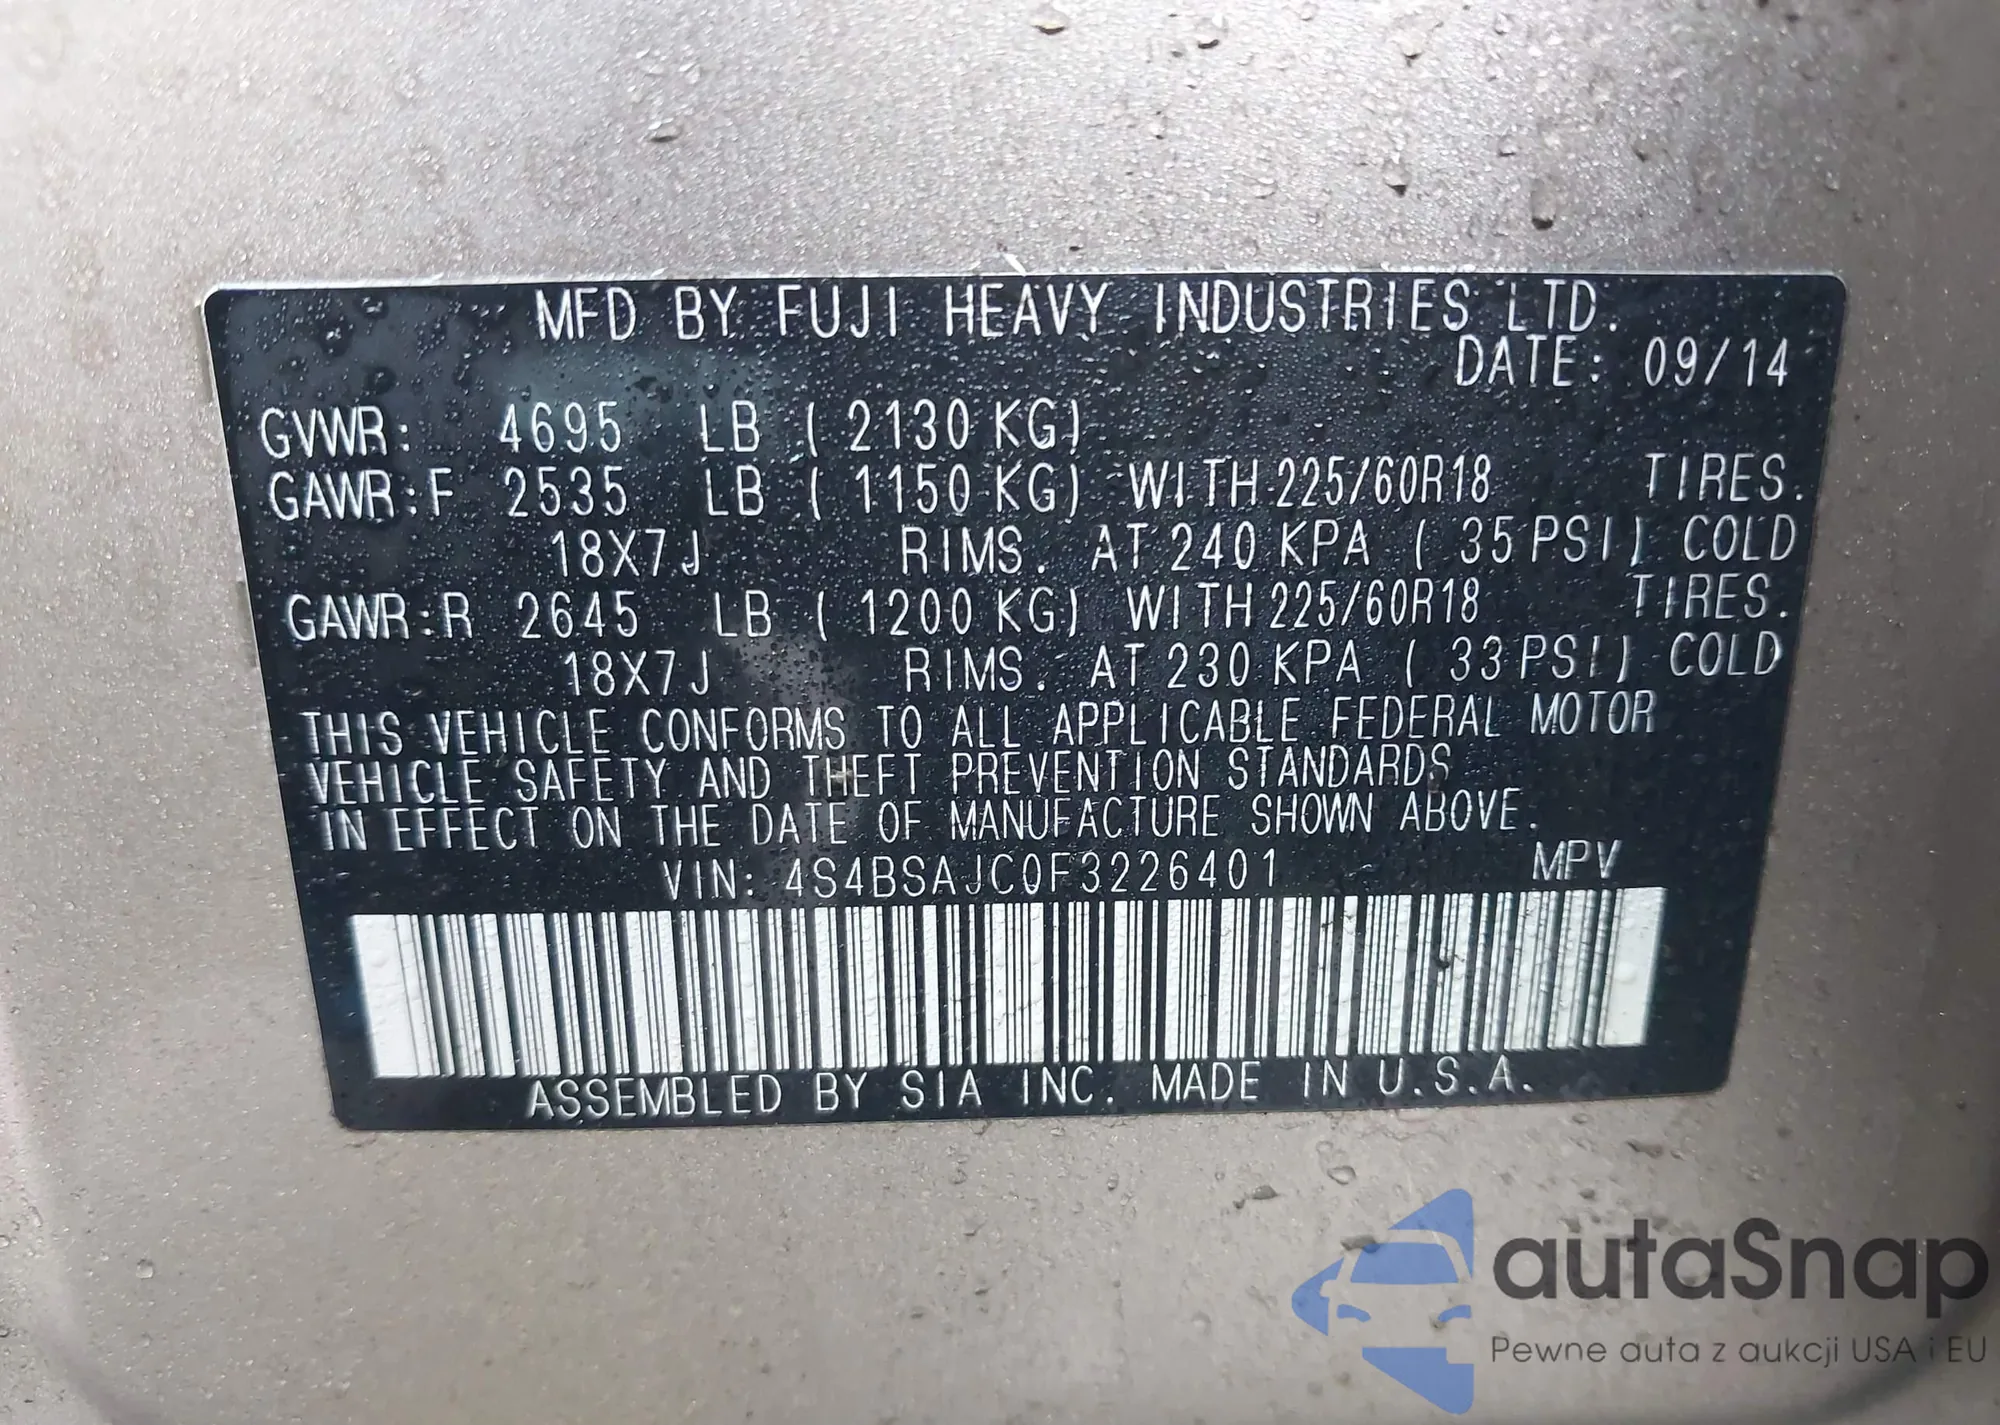 MFD BY FUJI HEAVY INDUSTRIES LTD.
DATE: 09/14
GVWR: 4695 LB ( 2130 KG)
GAWR:F 2535 LB ( 1150 KG) WITH 225/60R18 TIRES.
18X7J RIMS. AT 240 KPA ( 35 PSI) COLD
GAWR:R 2645 LB ( 1200 KG) WITH 225/60R18 TIRES.
18X7J RIMS. AT 230 KPA ( 33 PSI) COLD
THIS VEHICLE CONFORMS TO ALL APPLICABLE FEDERAL MOTOR
VEHICLE SAFETY AND THEFT PREVENTION STANDARDS
IN EFFECT ON THE DATE OF MANUFACTURE SHOWN ABOVE.
VIN: 4S4BSAJC0F3226401 MPV
ASSEMBLED BY SIA INC. MADE IN U.S.A.
autaSnap
Pewne auta z aukcji USA i EU